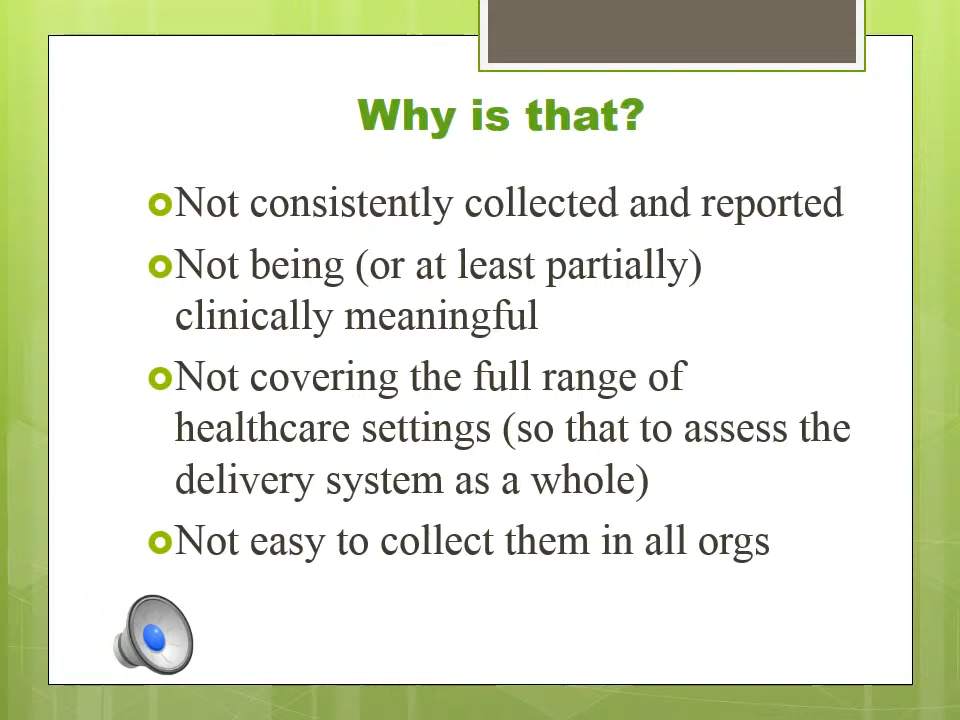 Why is that?
Not consistently collected and reported
Not being (or at least partially)
clinically meaningful
Not covering the full range of
healthcare settings (so that to assess the
delivery system as a whole)
Not easy to collect them in all orgs